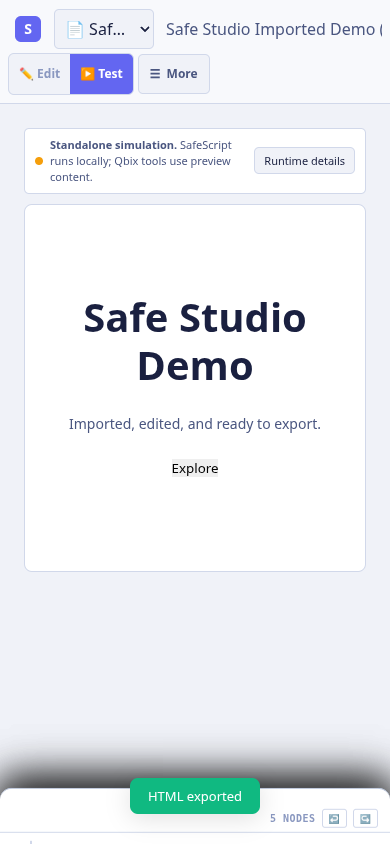 S
Saf...
Safe Studio Imported Demo (
Edit
Test
More
Standalone simulation. SafeScript
runs locally; Qbix tools use preview
content.
Runtime details
Safe Studio
Demo
Imported, edited, and ready to export.
Explore
HTML exported
5 NODES